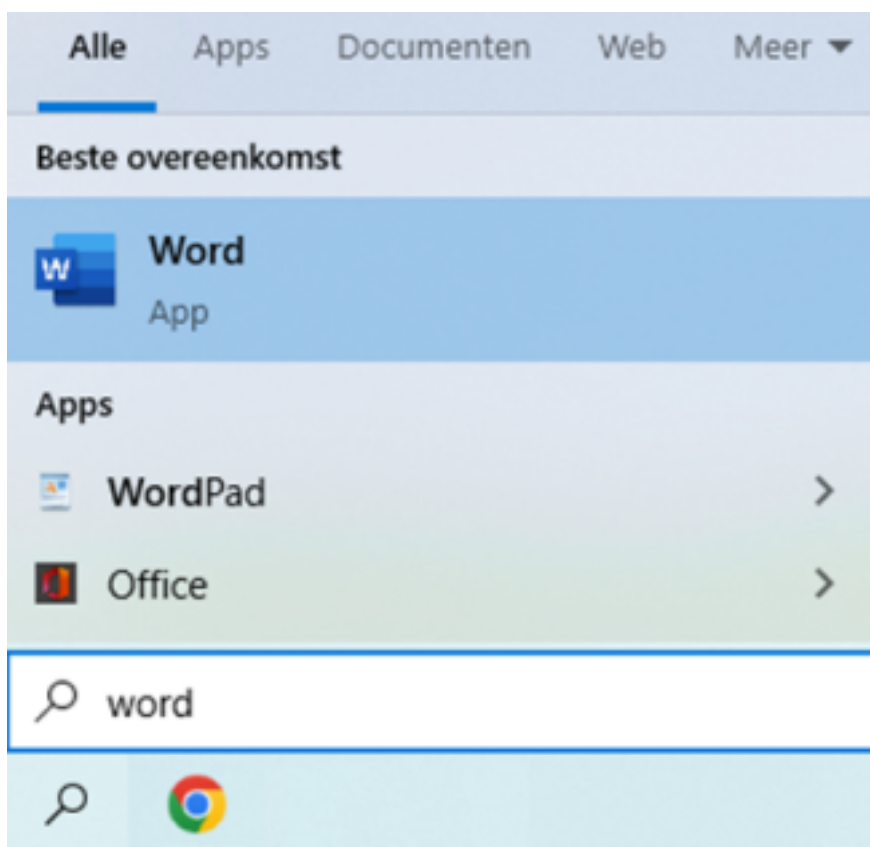 Alle Apps Documenten Web Meer
Beste overeenkomst
W Word
App
Apps
WordPad
Office
word